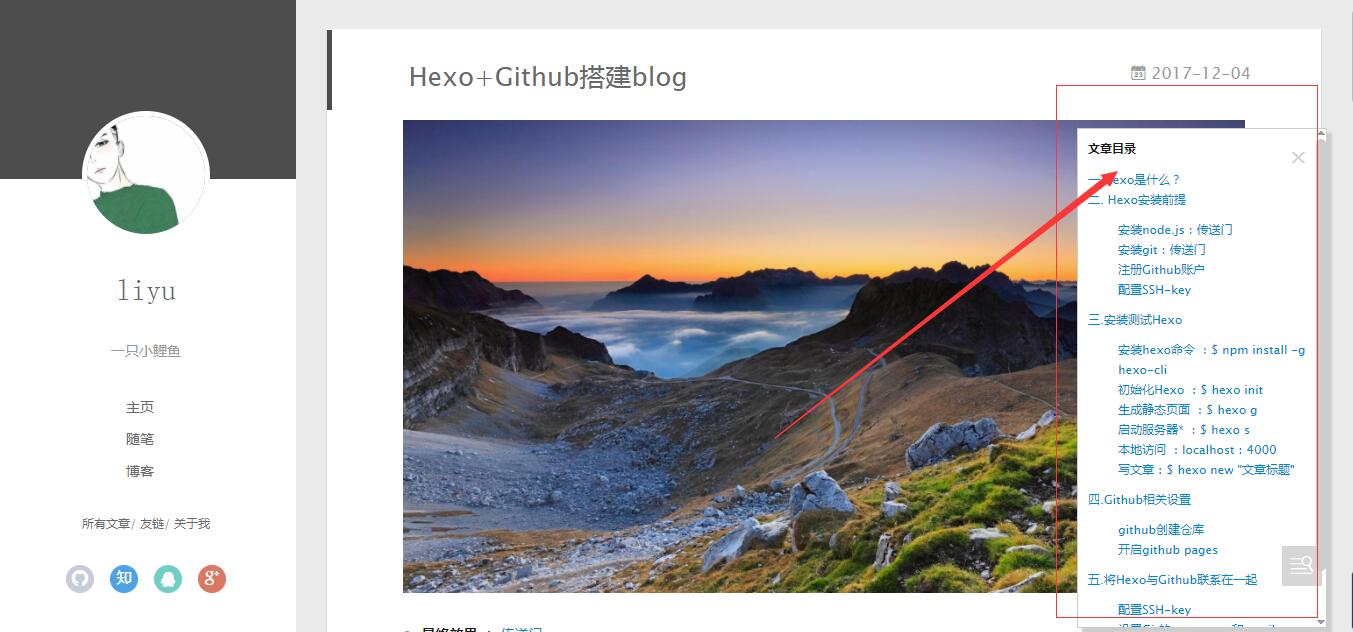 liyu
一只小鲤鱼
主页
随笔
博客
所有文章/ 友链/ 关于我
知
g+
Hexo+Github搭建blog
23 2017-12-04
文章目录
exo是什么？
二. Hexo安装前提
安装node.js：传送门
安装git：传送门
注册Github账户
配置SSH-key
三.安装测试Hexo
安装hexo命令 ：$ npm install -g
hexo-cli
初始化Hexo ：$ hexo init
生成静态页面 ：$ hexo g
启动服务器* ：$ hexo s
本地访问 ：localhost：4000
写文章：$ hexo new "文章标题"
四.Github相关设置
github创建仓库
开启github pages
五.将Hexo与Github联系在一起
配置SSH-key